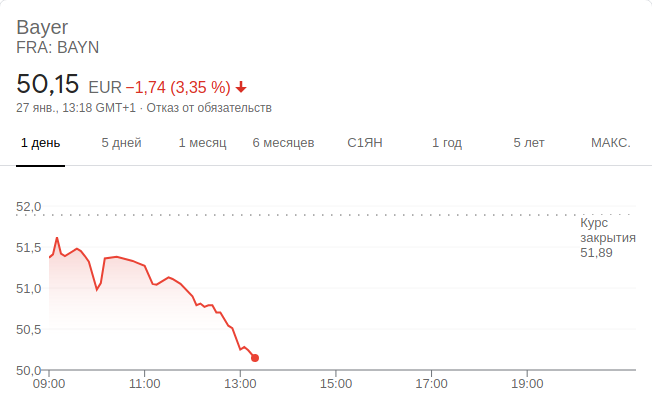 Bayer
FRA: BAYN
50,15 EUR −1,74 (3,35 %)
27 янв., 13:18 GMT+1 · Отказ от обязательств
1 день 5 дней 1 месяц 6 месяцев С1ЯН 1 год 5 лет МАКС.
52,0
Курс
закрытия
51,89
51,5
51,0
50,5
50,0
09:00 11:00 13:00 15:00 17:00 19:00